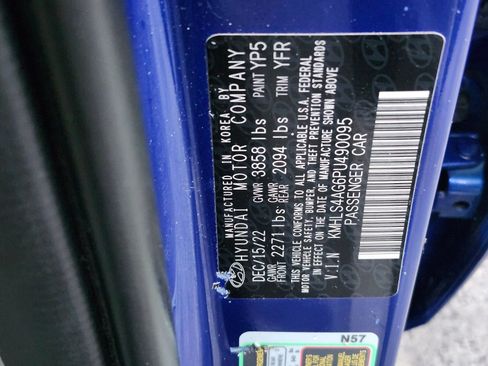 MANUFACTURED IN KOREA BY
HYUNDAI MOTOR COMPANY
DEC/15/22 GVWR 3858 lbs PAINT YP5
GAWR FRONT 2271 lbs GAWR REAR 2094 lbs TRIM YFR
THIS VEHICLE CONFORMS TO ALL APPLICABLE U.S.A. FEDERAL
MOTOR VEHICLE SAFETY, BUMPER, AND THEFT PREVENTION STANDARDS
IN EFFECT ON THE DATE OF MANUFACTURE SHOWN ABOVE
V.I.N KMHLS4AG6PU490095
PASSENGER CAR
N57